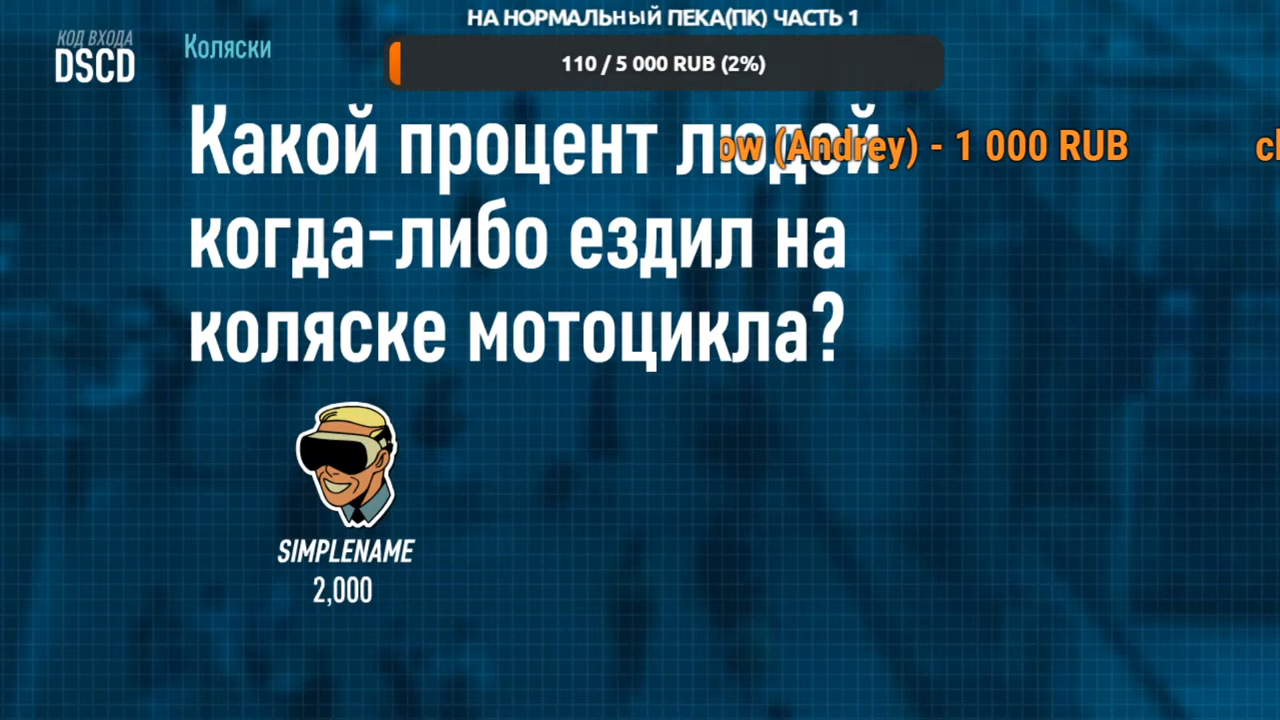 НА НОРМАЛЬНЫЙ ПЕКА(ПК) ЧАСТЬ 1
КОД ВХОДА
DSCD
Коляски
110 / 5 000 RUB (2%)
Какой процент людей
ow (Andrey) - 1 000 RUB
когда-либо ездил на
коляске мотоцикла?
SIMPLENAME
2,000